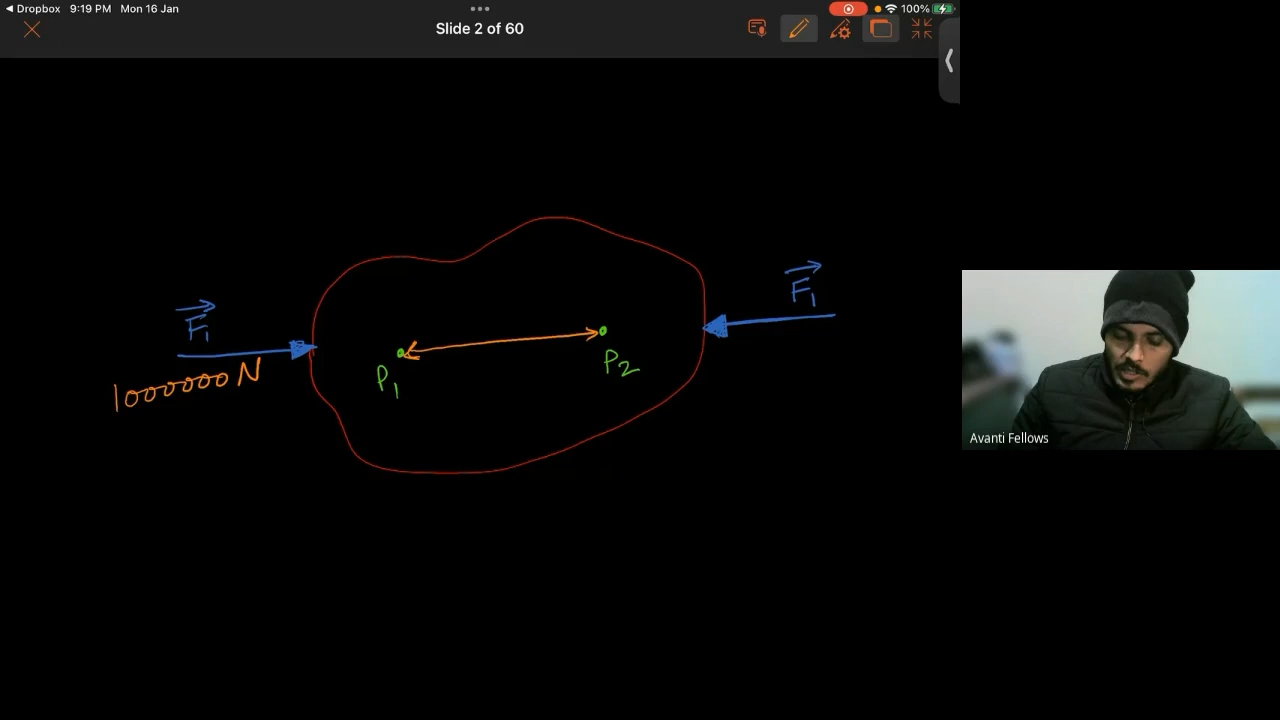 Dropbox 9:19 PM Mon 16 Jan
100%
Slide 2 of 60
F₁
1000000 N
P₁
P₂
F₁
Avanti Fellows